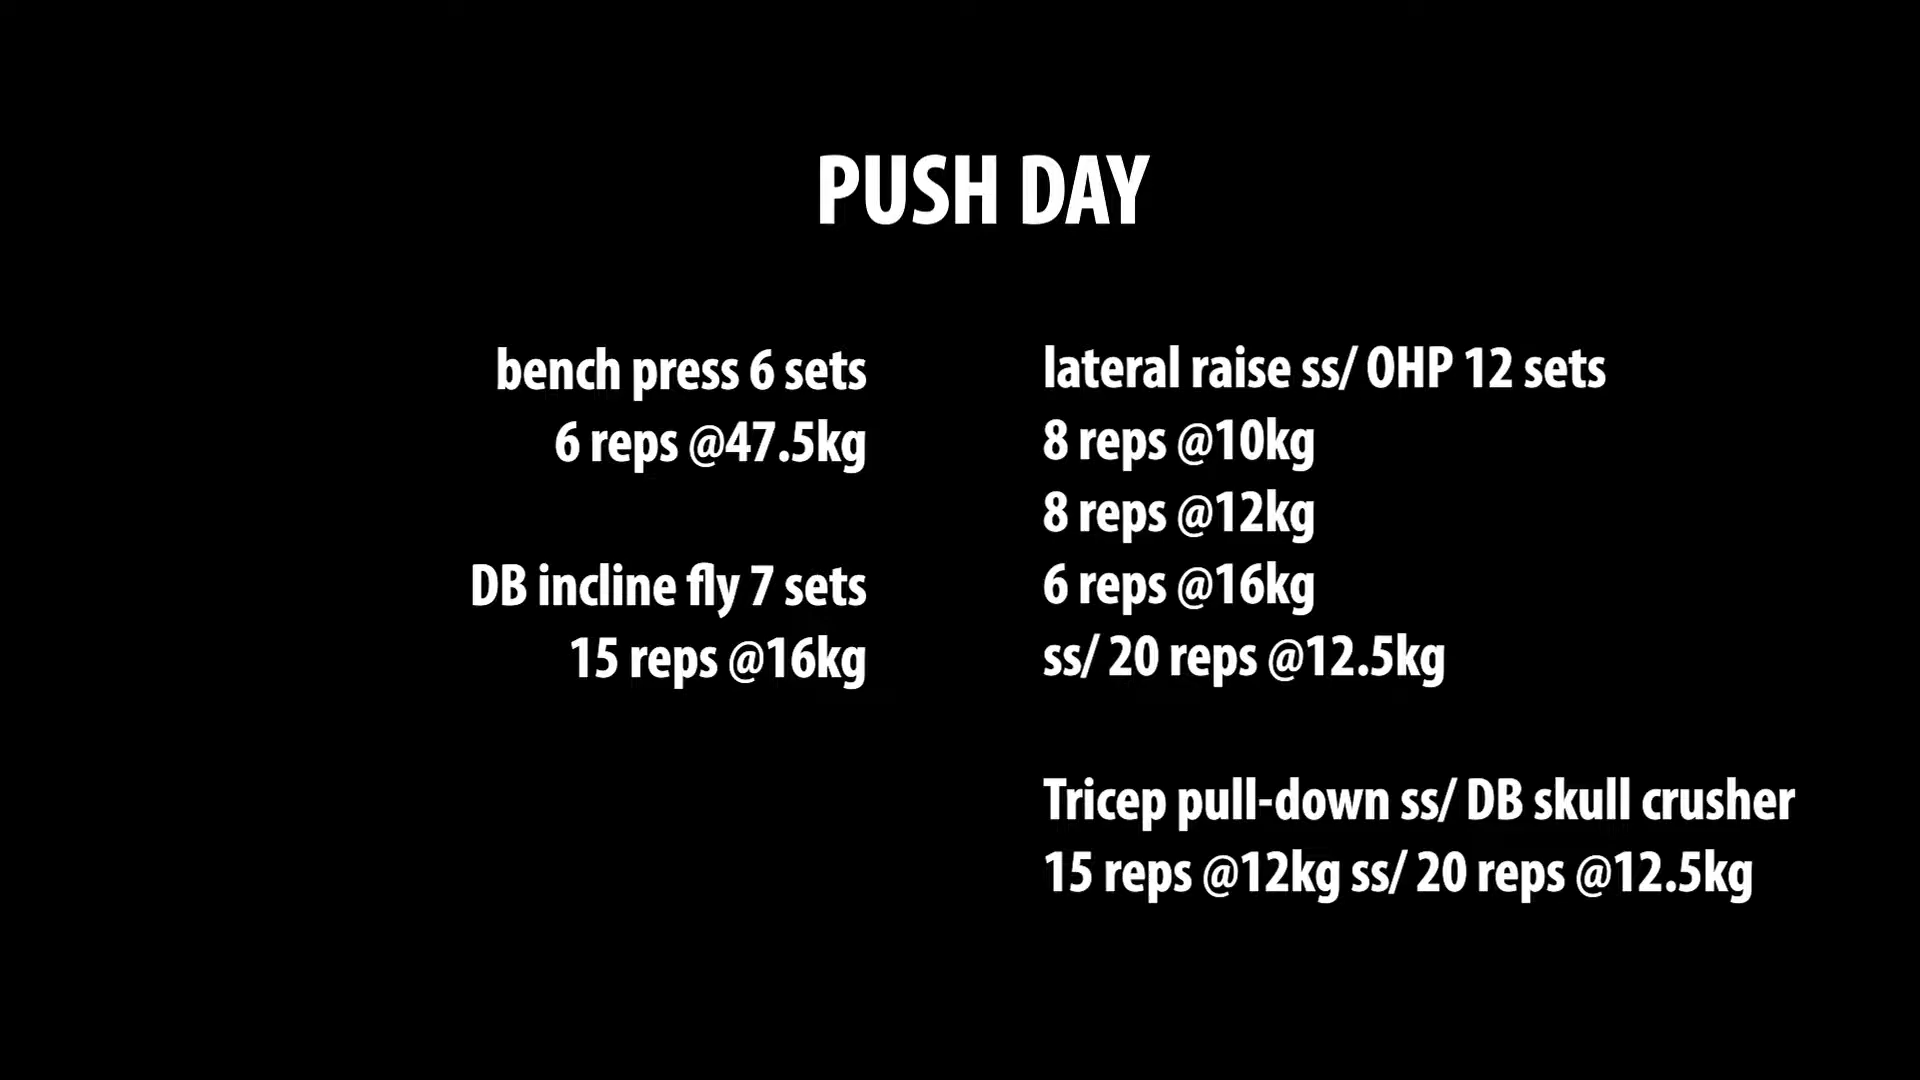 PUSH DAY
bench press 6 sets
6 reps @47.5kg
DB incline fly 7 sets
15 reps @16kg
lateral raise ss/ OHP 12 sets
8 reps @10kg
8 reps @12kg
6 reps @16kg
ss/ 20 reps @12.5kg
Tricep pull-down ss/ DB skull crusher
15 reps @12kg ss/ 20 reps @12.5kg